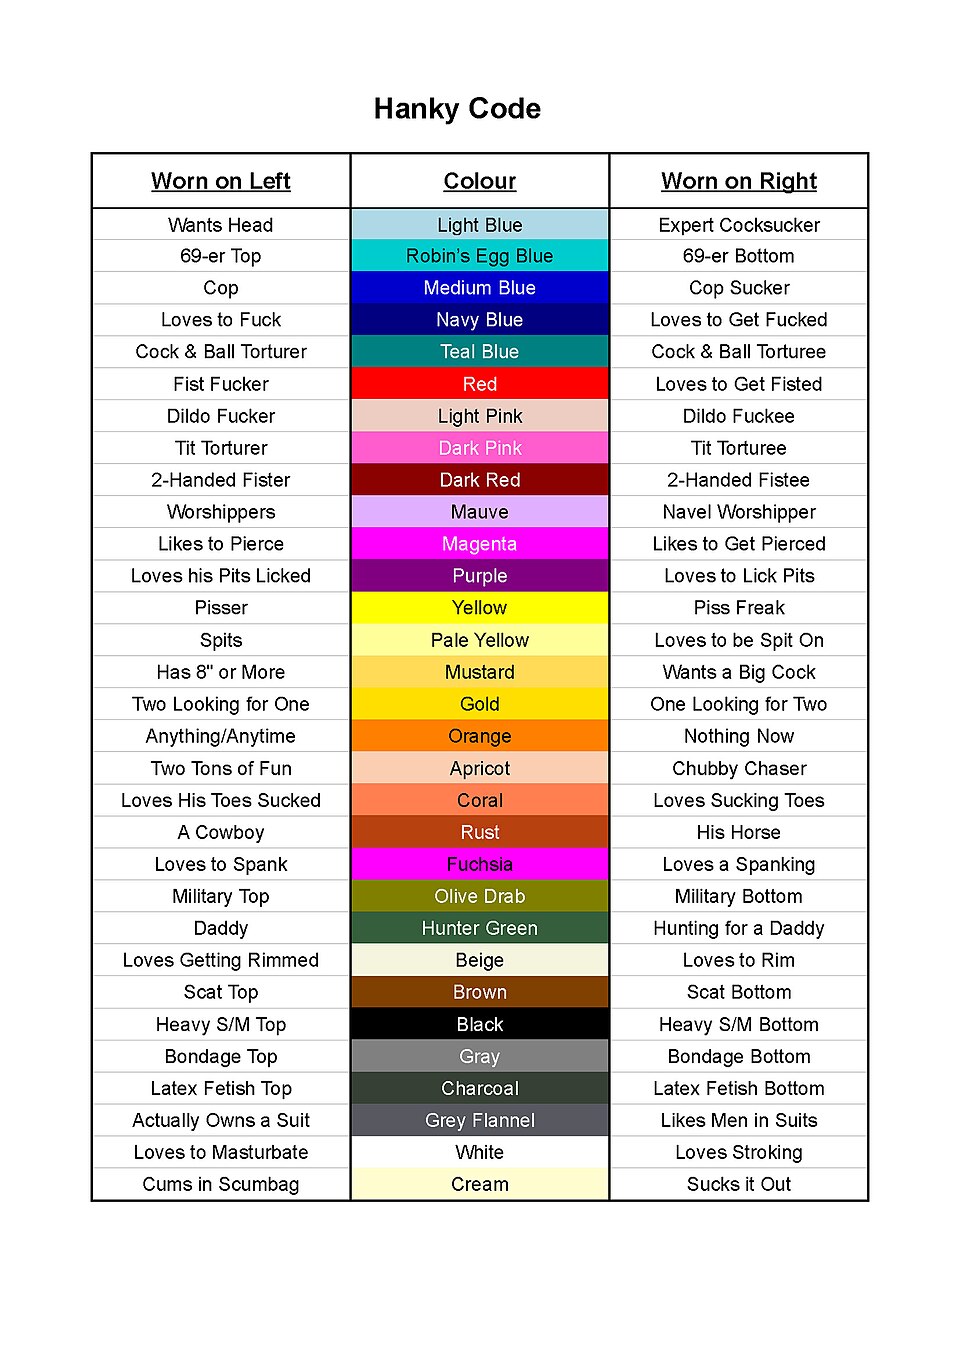 Hanky Code
Worn on Left Colour Worn on Right
Wants Head Light Blue Expert Cocksucker
69-er Top Robin's Egg Blue 69-er Bottom
Cop Medium Blue Cop Sucker
Loves to Fuck Navy Blue Loves to Get Fucked
Cock & Ball Torturer Teal Blue Cock & Ball Torturee
Fist Fucker Red Loves to Get Fisted
Dildo Fucker Light Pink Dildo Fuckee
Tit Torturer Dark Pink Tit Torturee
2-Handed Fister Dark Red 2-Handed Fistee
Worshippers Mauve Navel Worshipper
Likes to Pierce Magenta Likes to Get Pierced
Loves his Pits Licked Purple Loves to Lick Pits
Pisser Yellow Piss Freak
Spits Pale Yellow Loves to be Spit On
Has 8" or More Mustard Wants a Big Cock
Two Looking for One Gold One Looking for Two
Anything/Anytime Orange Nothing Now
Two Tons of Fun Apricot Chubby Chaser
Loves His Toes Sucked Coral Loves Sucking Toes
A Cowboy Rust His Horse
Loves to Spank Fuchsia Loves a Spanking
Military Top Olive Drab Military Bottom
Daddy Hunter Green Hunting for a Daddy
Loves Getting Rimmed Beige Loves to Rim
Scat Top Brown Scat Bottom
Heavy S/M Top Black Heavy S/M Bottom
Bondage Top Gray Bondage Bottom
Latex Fetish Top Charcoal Latex Fetish Bottom
Actually Owns a Suit Grey Flannel Likes Men in Suits
Loves to Masturbate White Loves Stroking
Cums in Scumbag Cream Sucks it Out